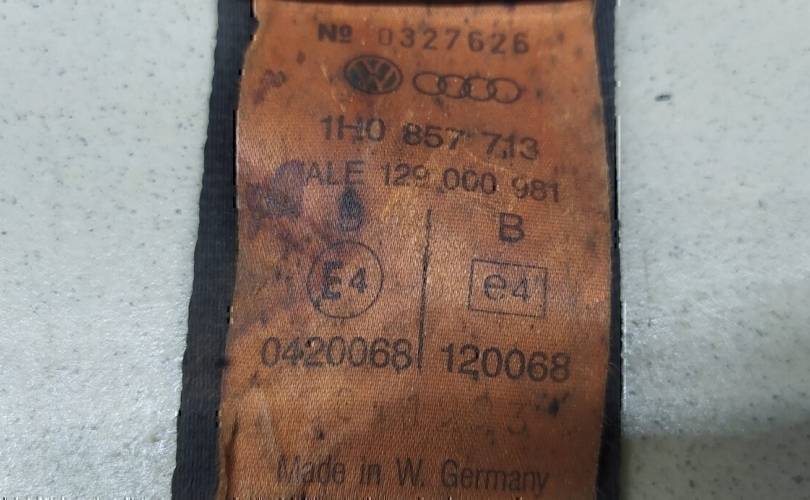 № 0327626
1H0 857 713
ALE 129 000 981
B
E4 e4
0420068 120068
Made in W. Germany